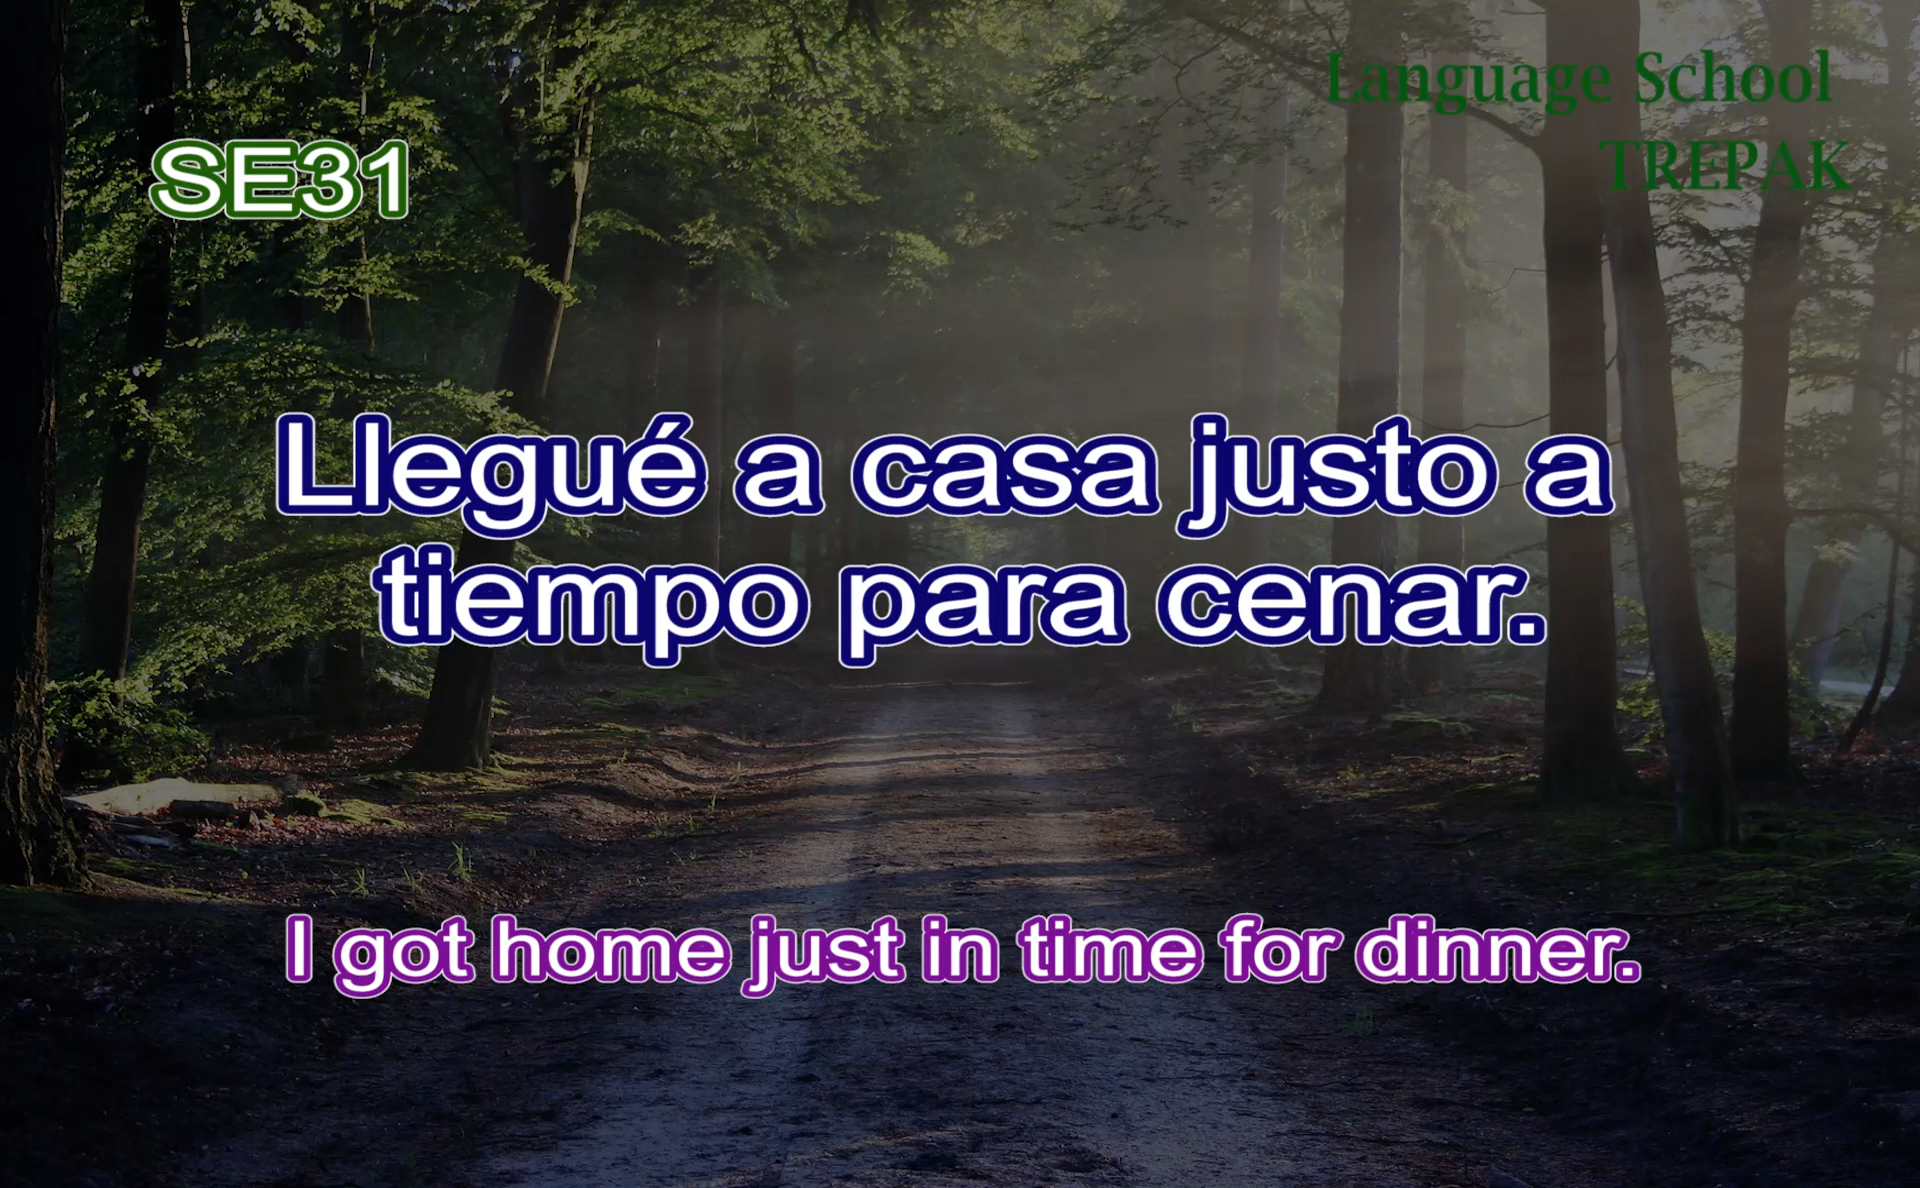 Language School
TREPAK
SE31
Llegué a casa justo a
tiempo para cenar.
I got home just in time for dinner.